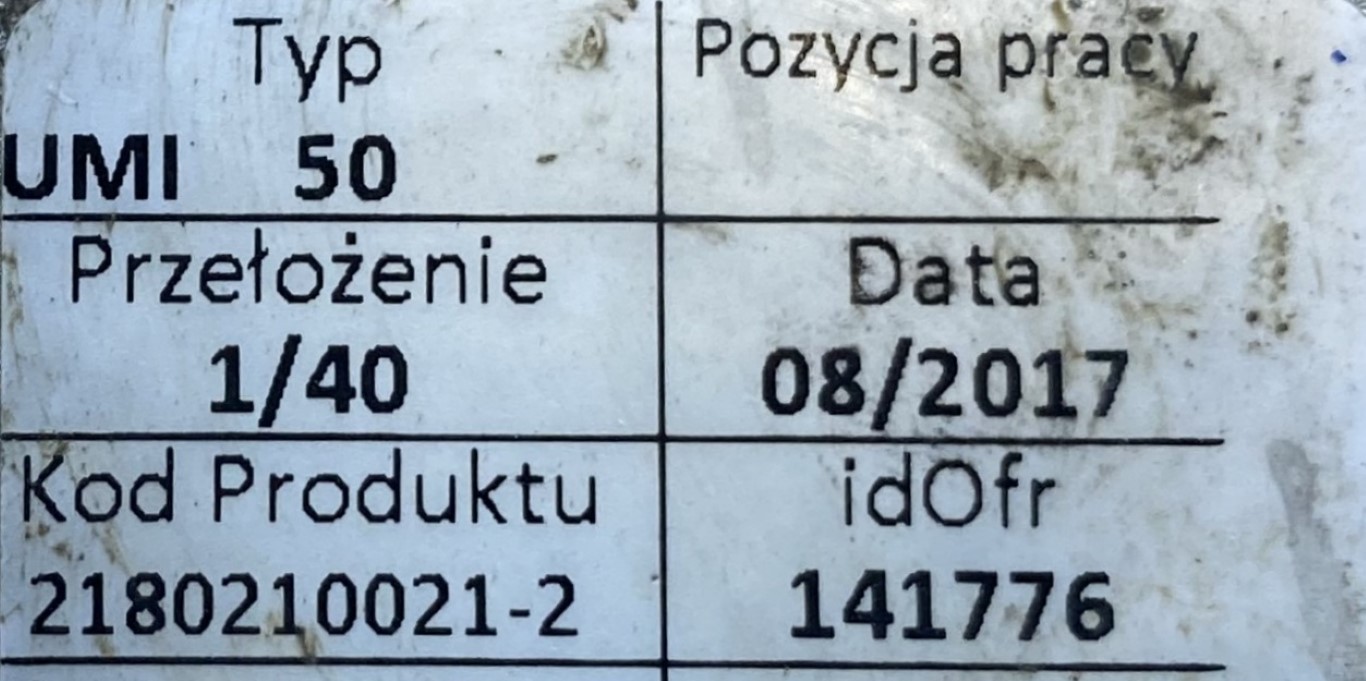 Typ Pozycja pracy
UMI 50
Przełożenie Data
1/40 08/2017
Kod Produktu idOfr
2180210021-2 141776